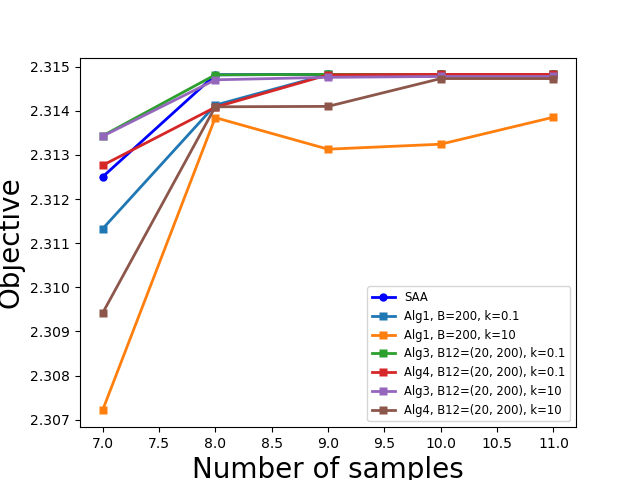 2.315
2.314
2.313
2.312
2.311
2.310
2.309
2.308
2.307
Objective
SAA
Alg1, B=200, k=0.1
Alg1, B=200, k=10
Alg3, B12=(20, 200), k=0.1
Alg4, B12=(20, 200), k=0.1
Alg3, B12=(20, 200), k=10
Alg4, B12=(20, 200), k=10
7.0 7.5 8.0 8.5 9.0 9.5 10.0 10.5 11.0
Number of samples